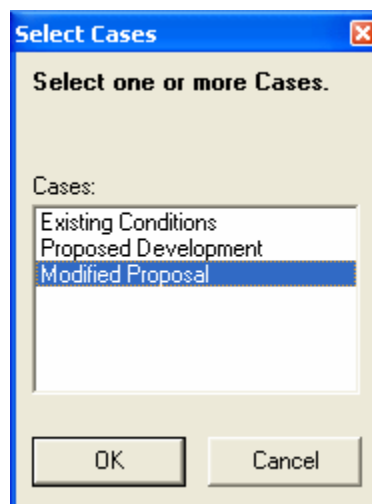 Select Cases
Select one or more Cases.
Cases:
Existing Conditions
Proposed Development
Modified Proposal
OK
Cancel